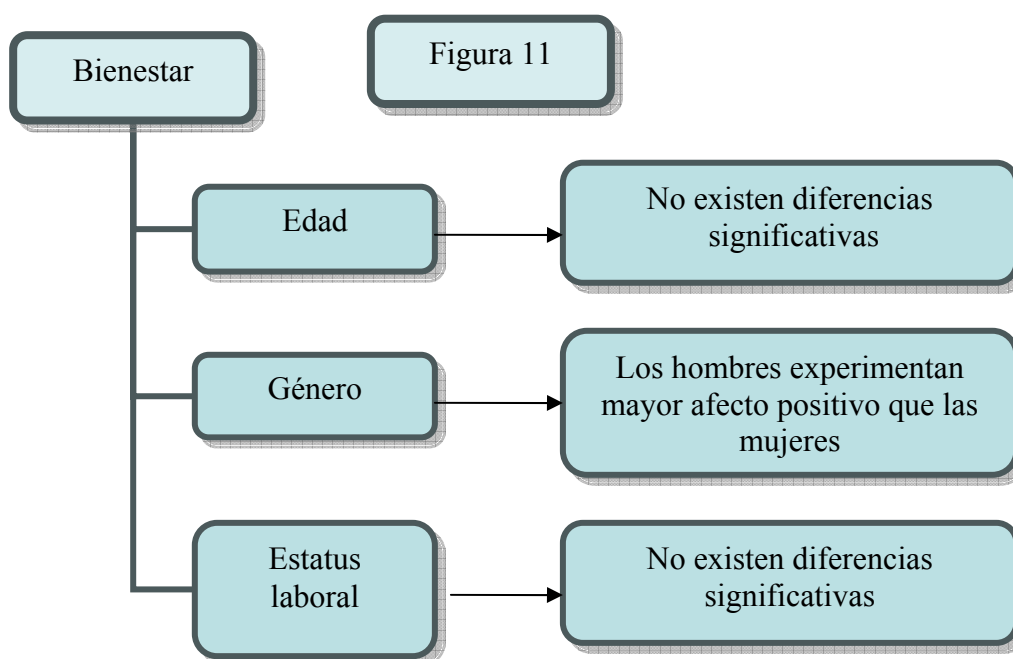 Bienestar
Figura 11
Edad
No existen diferencias
significativas
Género
Los hombres experimentan
mayor afecto positivo que las
mujeres
Estatus
laboral
No existen diferencias
significativas